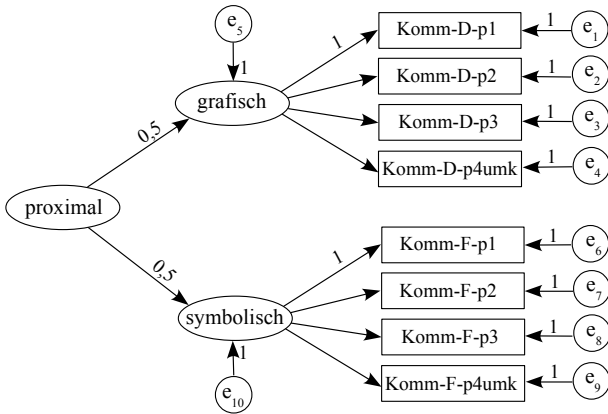 e5
1
grafisch
0,5
proximal
0,5
symbolisch
1
e10
1
Komm-D-p1
1
e1
Komm-D-p2
1
e2
Komm-D-p3
1
e3
Komm-D-p4umk
1
e4
1
Komm-F-p1
1
e6
Komm-F-p2
1
e7
Komm-F-p3
1
e8
Komm-F-p4umk
1
e9